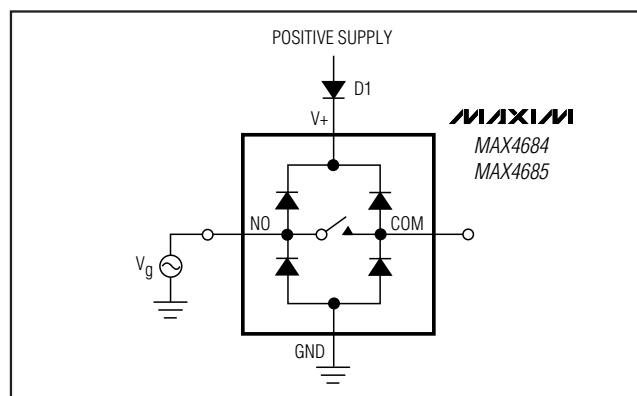 POSITIVE SUPPLY
D1
V+
MAXIM
MAX4684
MAX4685
NO
COM
Vg
GND